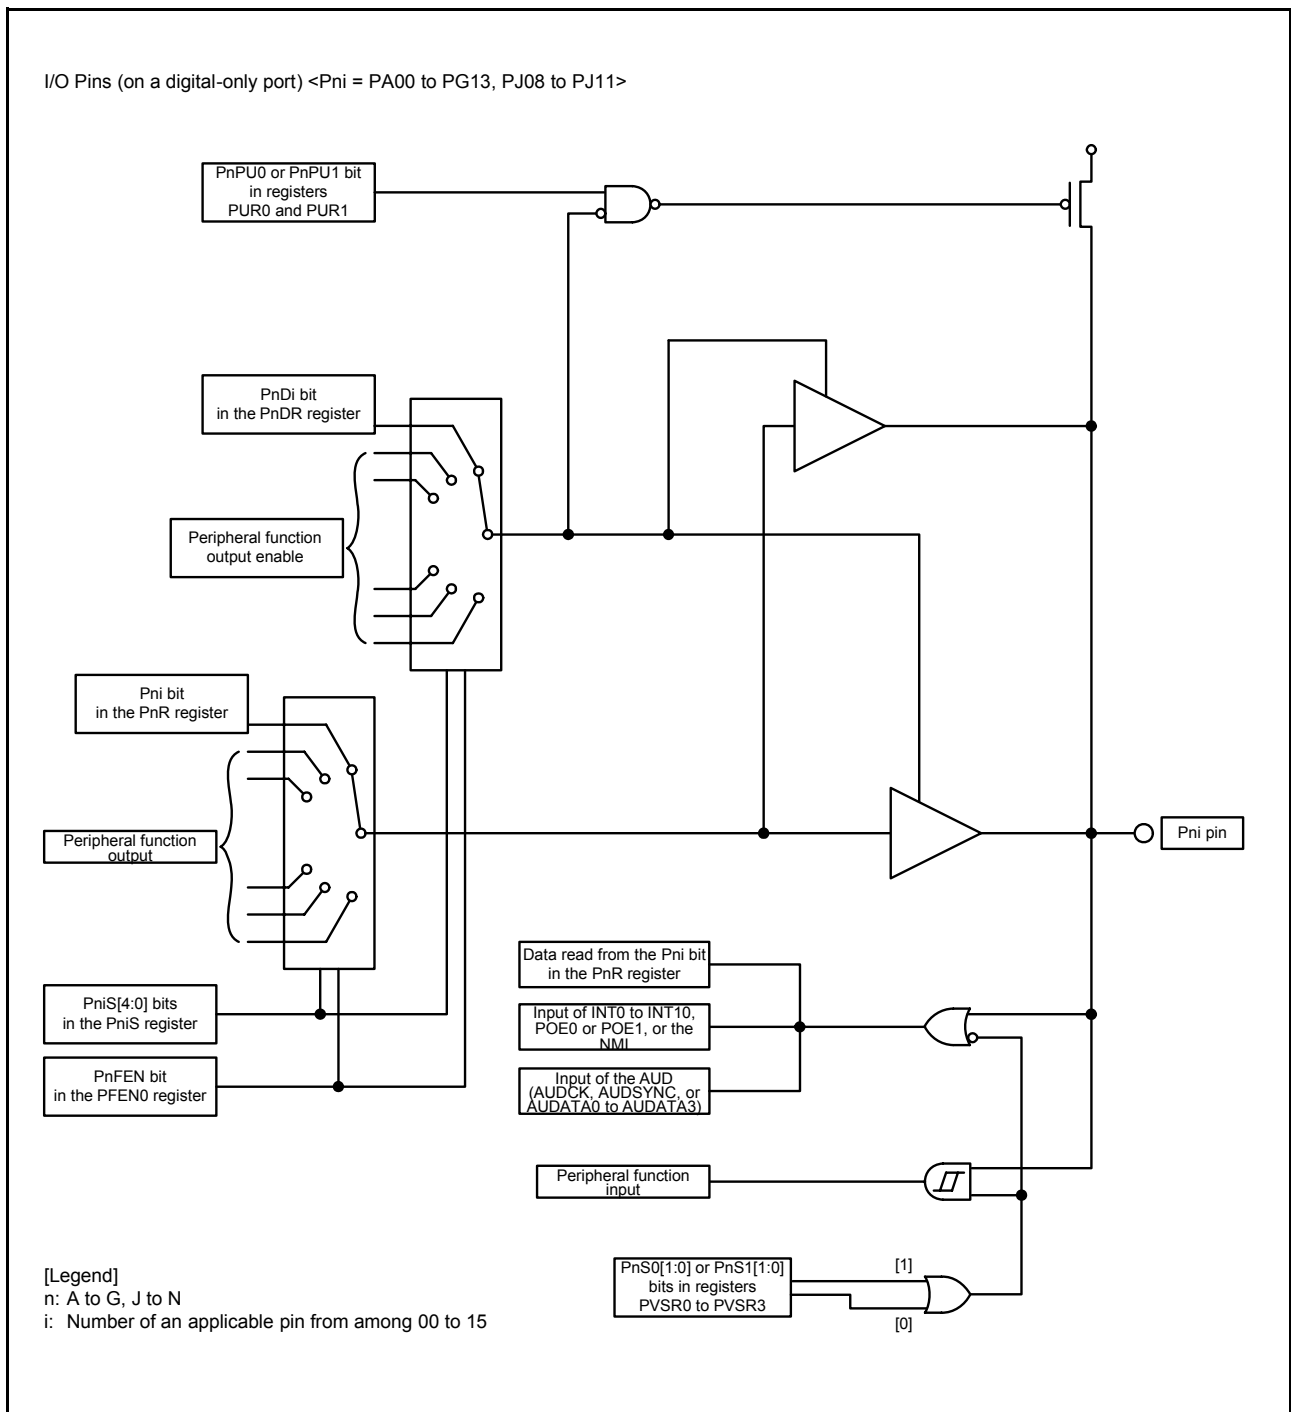 I/O Pins (on a digital-only port) <Pni = PA00 to PG13, PJ08 to PJ11>
PnPU0 or PnPU1 bit
in registers
PUR0 and PUR1
PnDi bit
in the PnDR register
Peripheral function
output enable
Pni bit
in the PnR register
Peripheral function
output
Pni pin
Data read from the Pni bit
in the PnR register
PniS[4:0] bits
in the PniS register
Input of INT0 to INT10,
POE0 or POE1, or the
NMI
PnFEN bit
in the PFEN0 register
Input of the AUD
(AUDCK, AUDSYNC, or
AUDATA0 to AUDATA3)
Peripheral function
input
PnS0[1:0] or PnS1[1:0]
bits in registers
PVSR0 to PVSR3
[1]
[0]
[Legend]
n: A to G, J to N
i: Number of an applicable pin from among 00 to 15